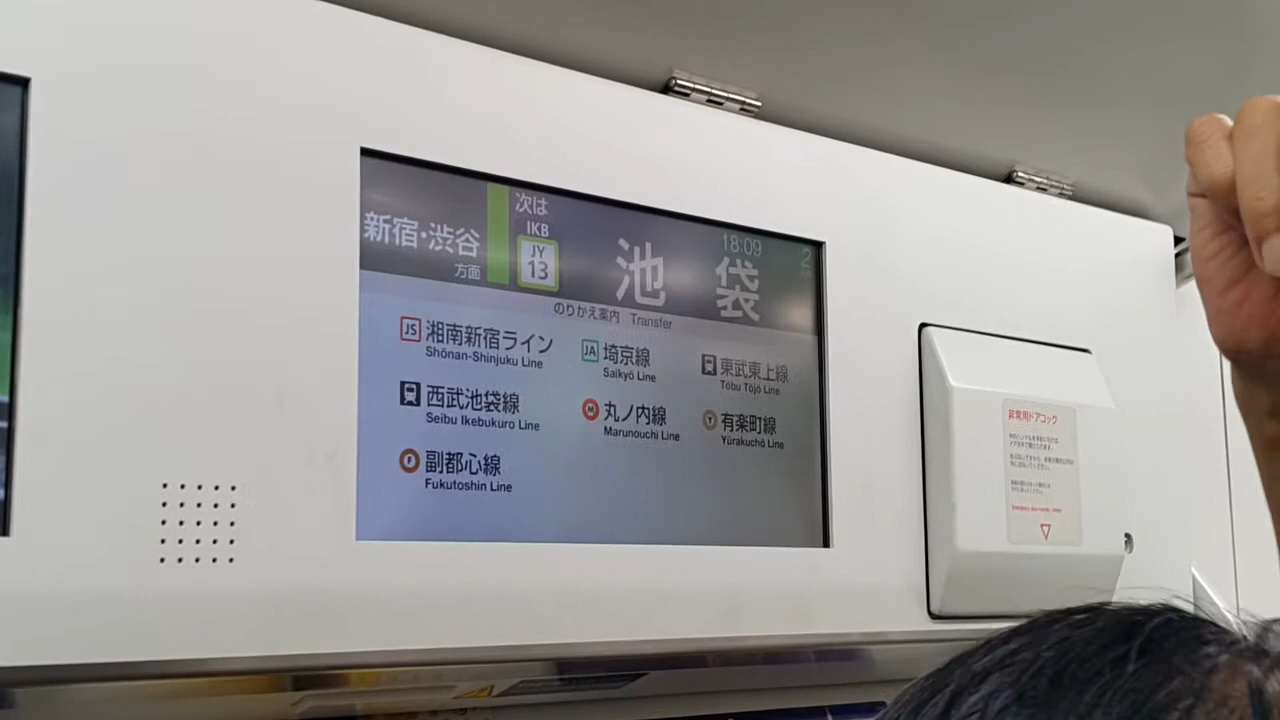 新宿・渋谷
方面
次は
IKB
JY
13
池袋
18:09
2
のりかえ案内 Transfer
JS 湘南新宿ライン
Shōnan-Shinjuku Line
JA 埼京線
Saikyō Line
東武東上線
Tōbu Tōjō Line
西武池袋線
Seibu Ikebukuro Line
M 丸ノ内線
Marunouchi Line
Y 有楽町線
Yūrakuchō Line
F 副都心線
Fukutoshin Line
非常用ドアコック